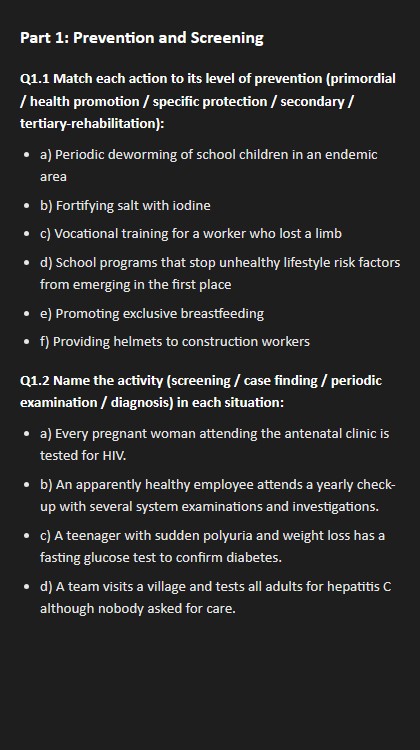 Part 1: Prevention and Screening
Q1.1 Match each action to its level of prevention (primordial
/ health promotion / specific protection / secondary /
tertiary-rehabilitation):
• a) Periodic deworming of school children in an endemic
area
• b) Fortifying salt with iodine
• c) Vocational training for a worker who lost a limb
• d) School programs that stop unhealthy lifestyle risk factors
from emerging in the first place
• e) Promoting exclusive breastfeeding
• f) Providing helmets to construction workers
Q1.2 Name the activity (screening / case finding / periodic
examination / diagnosis) in each situation:
• a) Every pregnant woman attending the antenatal clinic is
tested for HIV.
• b) An apparently healthy employee attends a yearly check-
up with several system examinations and investigations.
• c) A teenager with sudden polyuria and weight loss has a
fasting glucose test to confirm diabetes.
• d) A team visits a village and tests all adults for hepatitis C
although nobody asked for care.